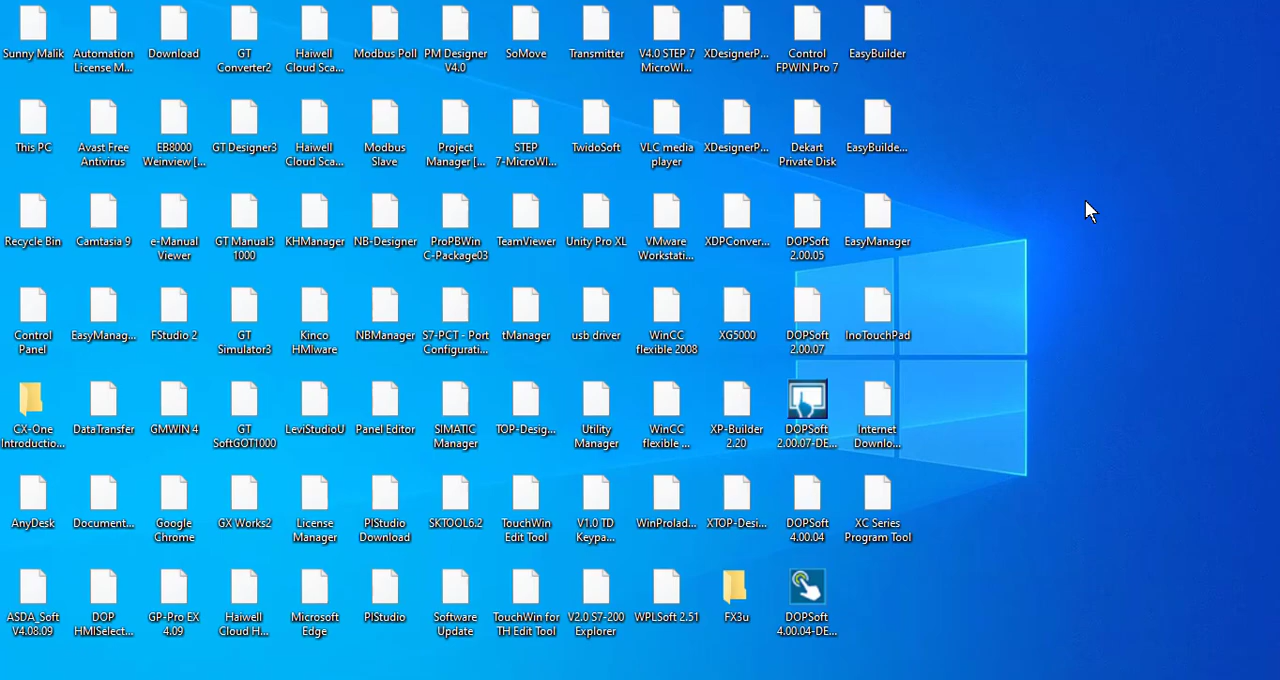 Sunny Malik
Automation
License M...
Download
GT
Converter2
Haiwell
Cloud Sca...
Modbus Poll
PM Designer
V4.0
SoMove
Transmitter
V4.0 STEP 7
MicroWI...
XDesignerP...
Control
FPWIN Pro 7
EasyBuilder
This PC
Avast Free
Antivirus
EB8000
Weinview [...
GT Designer3
Haiwell
Cloud Sca...
Modbus
Slave
Project
Manager [...
STEP
7-MicroWI...
TwidoSoft
VLC media
player
XDesignerP...
Dekart
Private Disk
EasyBuilde...
Recycle Bin
Camtasia 9
e-Manual
Viewer
GT Manual3
1000
KHManager
NB-Designer
ProPBWin
C-Package03
TeamViewer
Unity Pro XL
VMware
Workstati...
XDPConver...
DOPSoft
2.00.05
EasyManager
Control
Panel
EasyManag...
FStudio 2
GT
Simulator3
Kinco
HMIware
NBManager
S7-PCT - Port
Configurati...
tManager
usb driver
WinCC
flexible 2008
XG5000
DOPSoft
2.00.07
InoTouchPad
CX-One
Introductio...
DataTransfer
GMWIN 4
GT
SoftGOT1000
LeviStudioU
Panel Editor
SIMATIC
Manager
TOP-Desig...
Utility
Manager
WinCC
flexible ...
XP-Builder
2.20
DOPSoft
2.00.07-DE...
Internet
Downlo...
AnyDesk
Document...
Google
Chrome
GX Works2
License
Manager
PIStudio
Download
SKTOOL6.2
TouchWin
Edit Tool
V1.0 TD
Keypa...
WinProlad...
XTOP-Desi...
DOPSoft
4.00.04
XC Series
Program Tool
ASDA_Soft
V4.08.09
DOP
HMISelect...
GP-Pro EX
4.09
Haiwell
Cloud H...
Microsoft
Edge
PIStudio
Software
Update
TouchWin for
TH Edit Tool
V2.0 S7-200
Explorer
WPLSoft 2.51
FX3u
DOPSoft
4.00.04-DE...